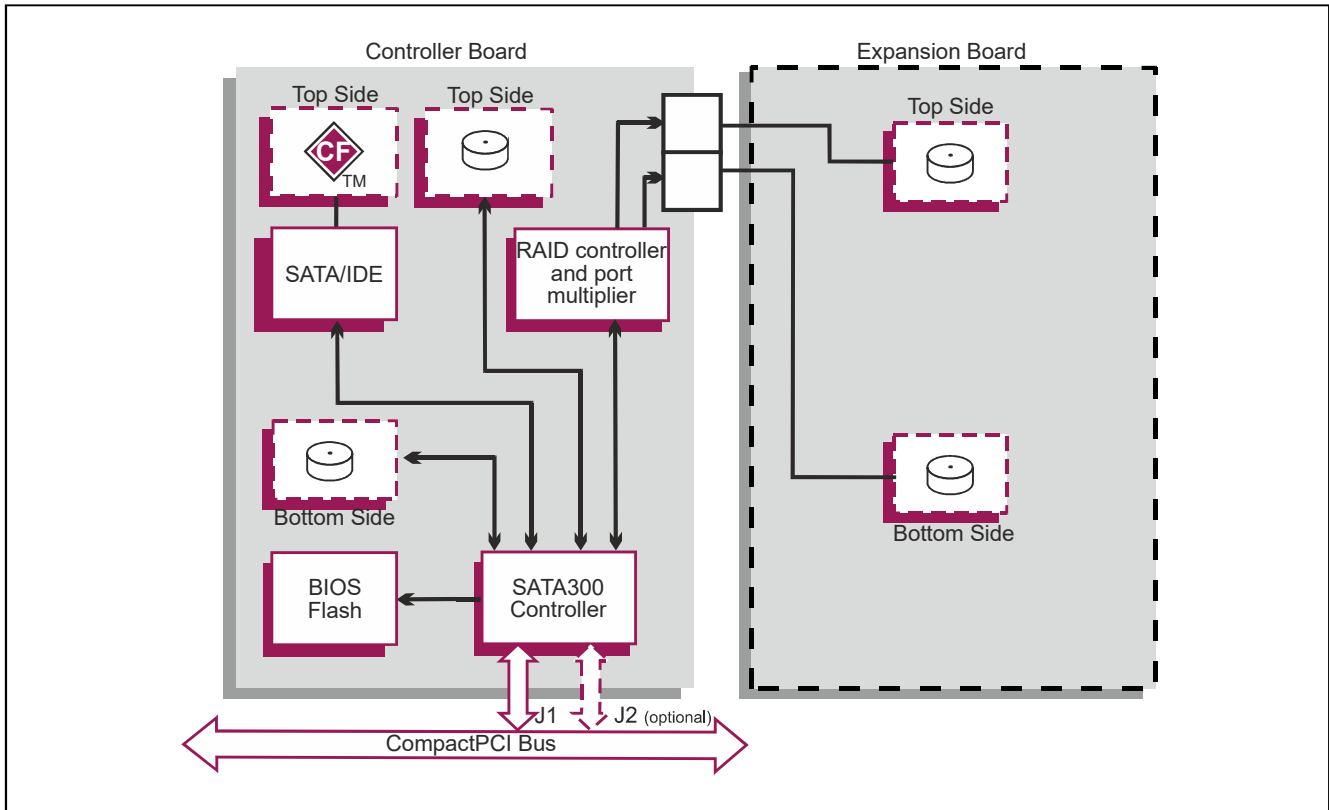 Controller Board
Expansion Board
Top Side
Top Side
Top Side
CF
TM
SATA/IDE
RAID controller
and port
multiplier
Bottom Side
Bottom Side
BIOS
Flash
SATA300
Controller
J1
J2 (optional)
CompactPCI Bus